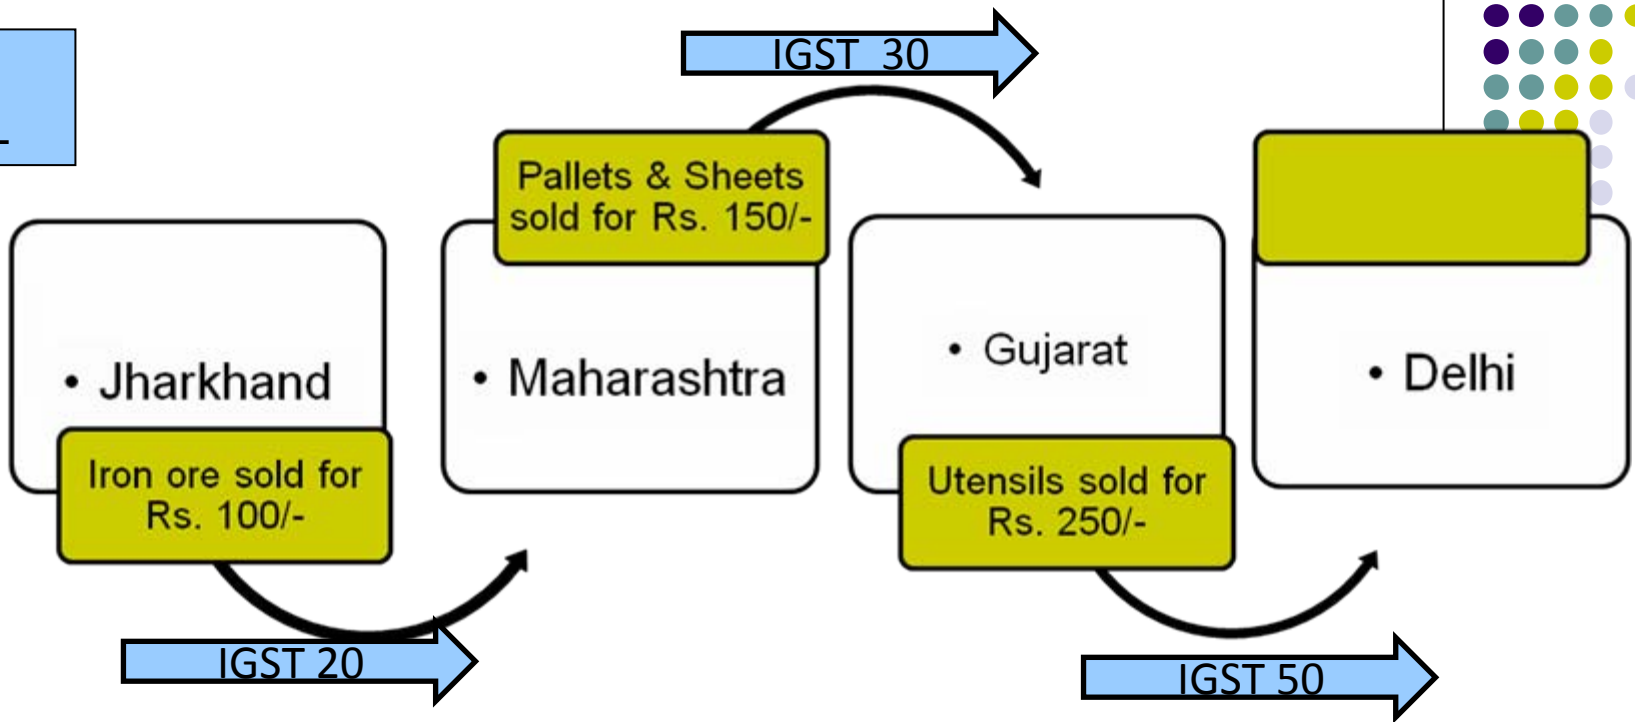 IGST 30
Pallets & Sheets
sold for Rs. 150/-
• Jharkhand
• Maharashtra
• Gujarat
• Delhi
Iron ore sold for
Rs. 100/-
Utensils sold for
Rs. 250/-
IGST 20
IGST 50